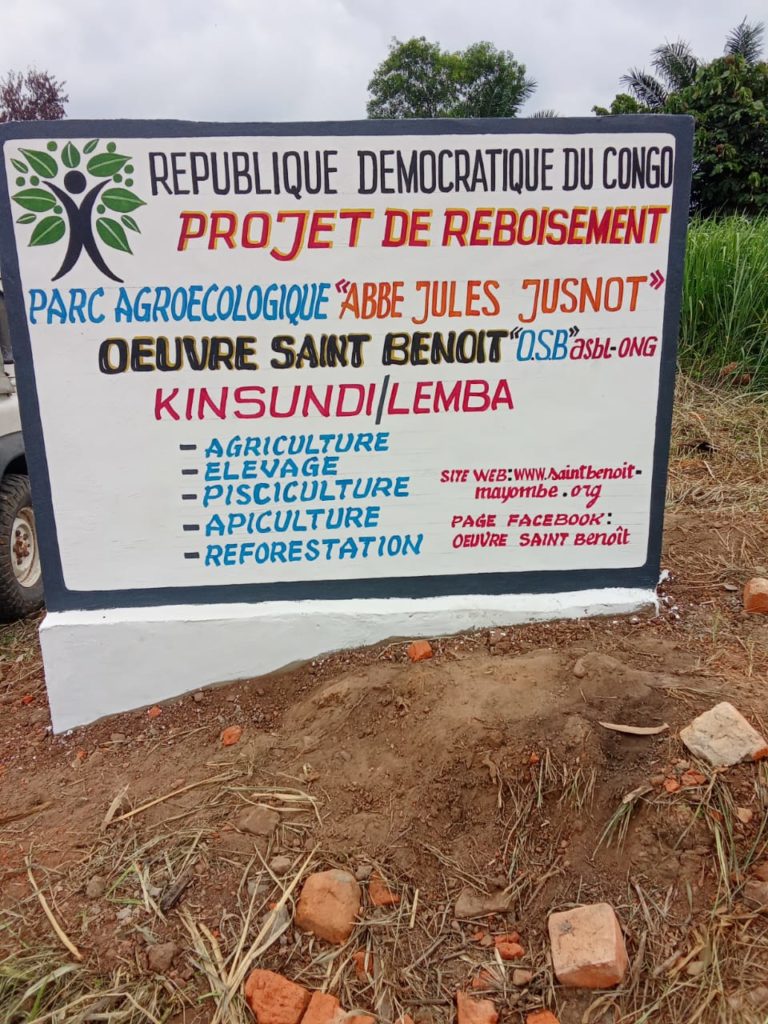 REPUBLIQUE DEMOCRATIQUE DU CONGO
PROJET DE REBOISEMENT
PARC AGROECOLOGIQUE "ABBE JULES JUSNOT"
OEUVRE SAINT BENOIT "O.S.B" asbl-ONG
KINSUNDI/LEMBA
- AGRICULTURE
- ELEVAGE
- PISCICULTURE
- APICULTURE
- REFORESTATION
SITE WEB: WWW.saintbenoit-
mayombe.org
PAGE FACEBOOK:
OEUVRE SAINT Benoît